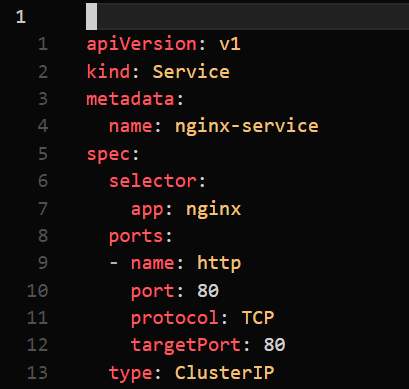 1
1 apiVersion: v1
2 kind: Service
3 metadata:
4   name: nginx-service
5 spec:
6   selector:
7     app: nginx
8   ports:
9   - name: http
10     port: 80
11     protocol: TCP
12     targetPort: 80
13   type: ClusterIP